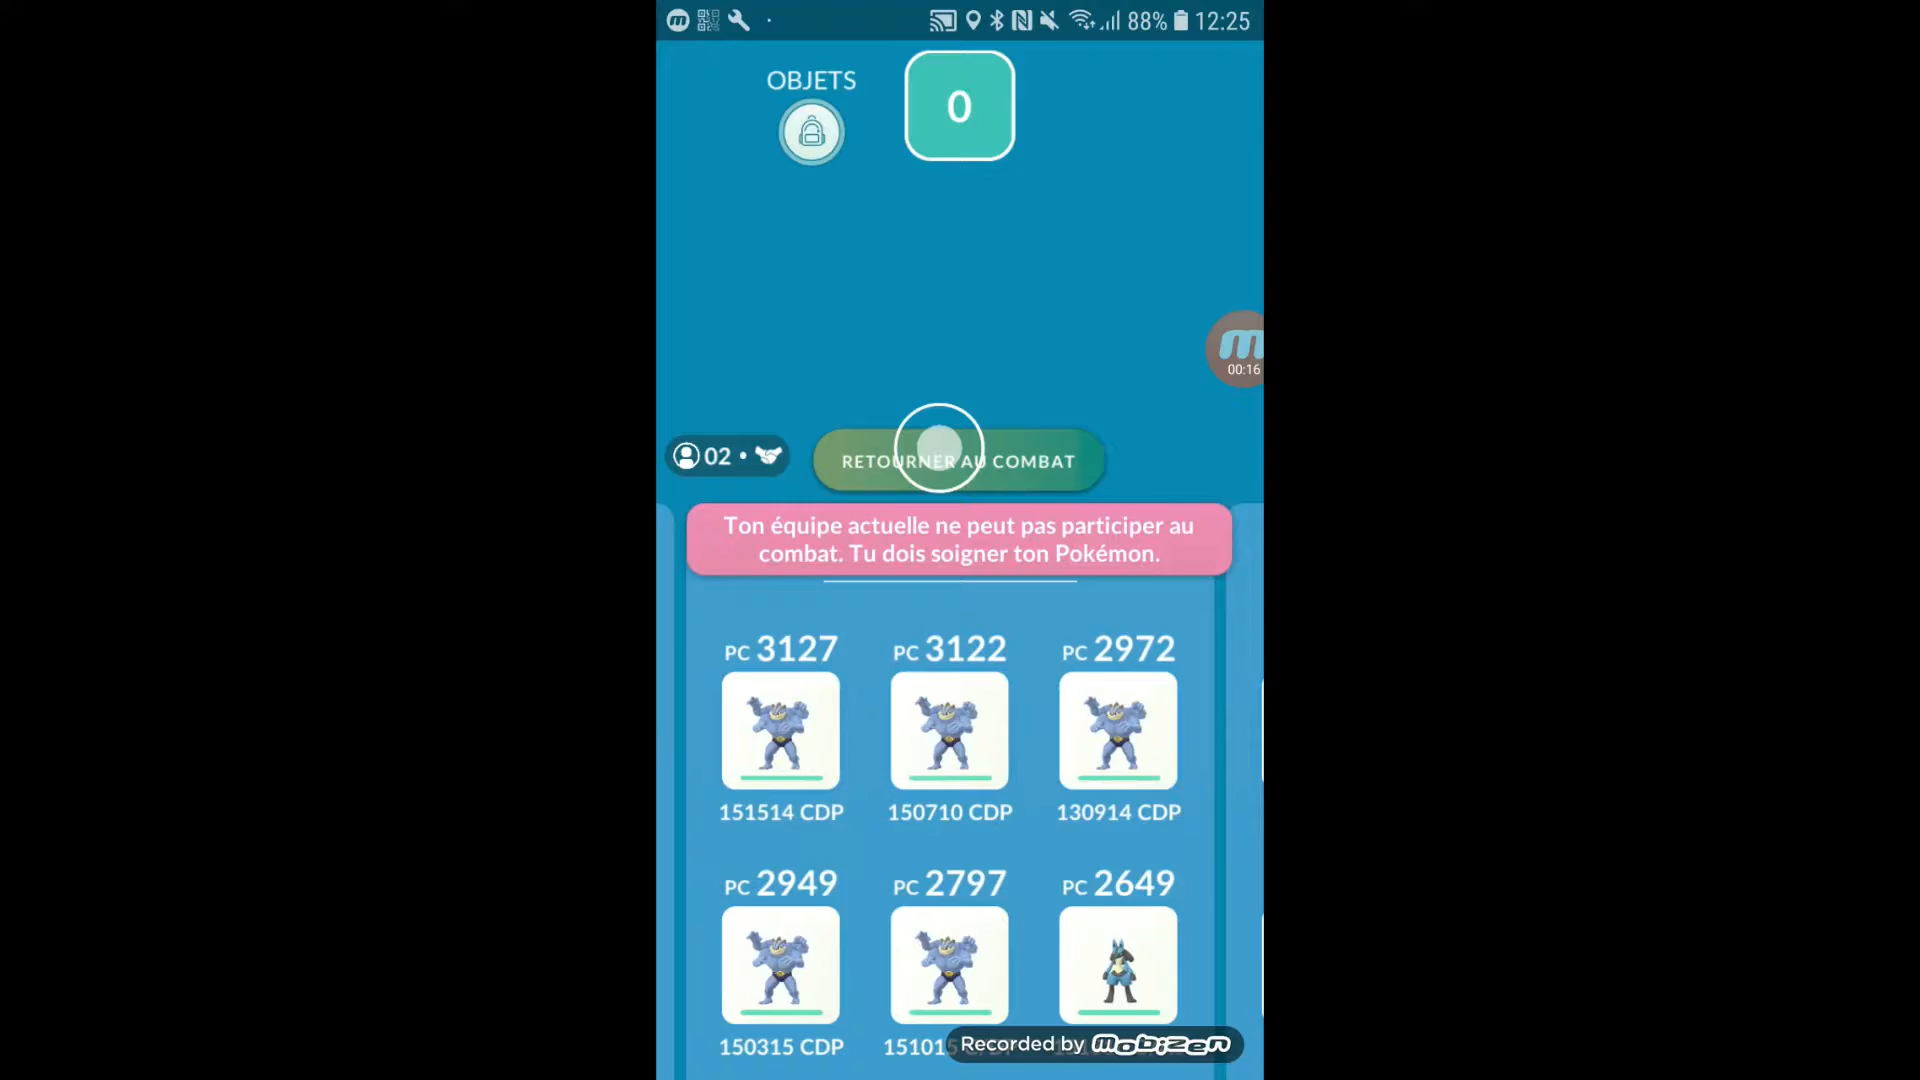 88% 12:25
OBJETS
0
m
00:16
02 •
RETOURNER AU COMBAT
Ton équipe actuelle ne peut pas participer au
combat. Tu dois soigner ton Pokémon.
PC 3127 PC 3122 PC 2972
151514 CDP 150710 CDP 130914 CDP
PC 2949 PC 2797 PC 2649
150315 CDP
Recorded by mobizen